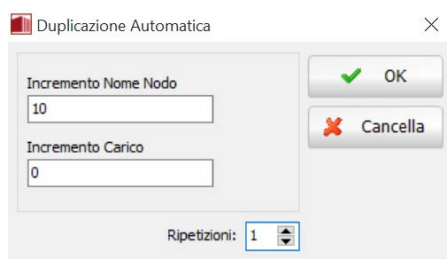 Duplicazione Automatica
Incremento Nome Nodo
10
Incremento Carico
0
Ripetizioni: 1
OK
Cancella